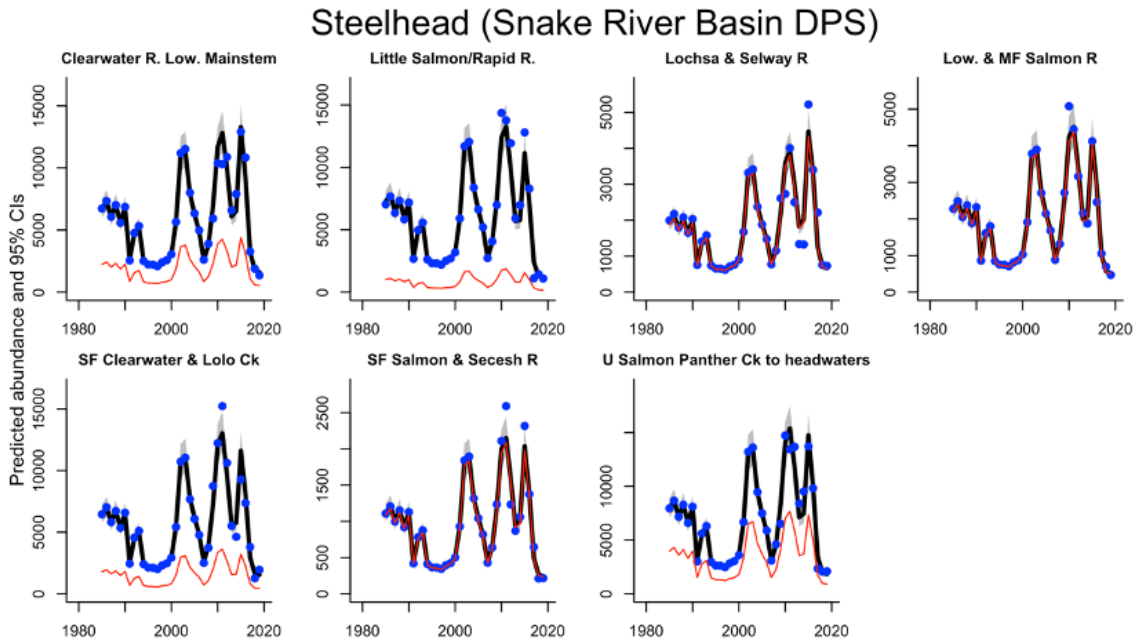 Steelhead (Snake River Basin DPS)
Predicted abundance and 95% CIs
Clearwater R. Low. Mainstem
0 5000 10000 15000
1980 2000 2020
Little Salmon/Rapid R.
0 5000 10000 15000
1980 2000 2020
Lochsa & Selway R
0 1000 3000 5000
1980 2000 2020
Low. & MF Salmon R
0 1000 3000 5000
1980 2000 2020
SF Clearwater & Lolo Ck
0 5000 10000 15000
1980 2000 2020
SF Salmon & Secesh R
0 500 1500 2500
1980 2000 2020
U Salmon Panther Ck to headwaters
0 5000 10000
1980 2000 2020